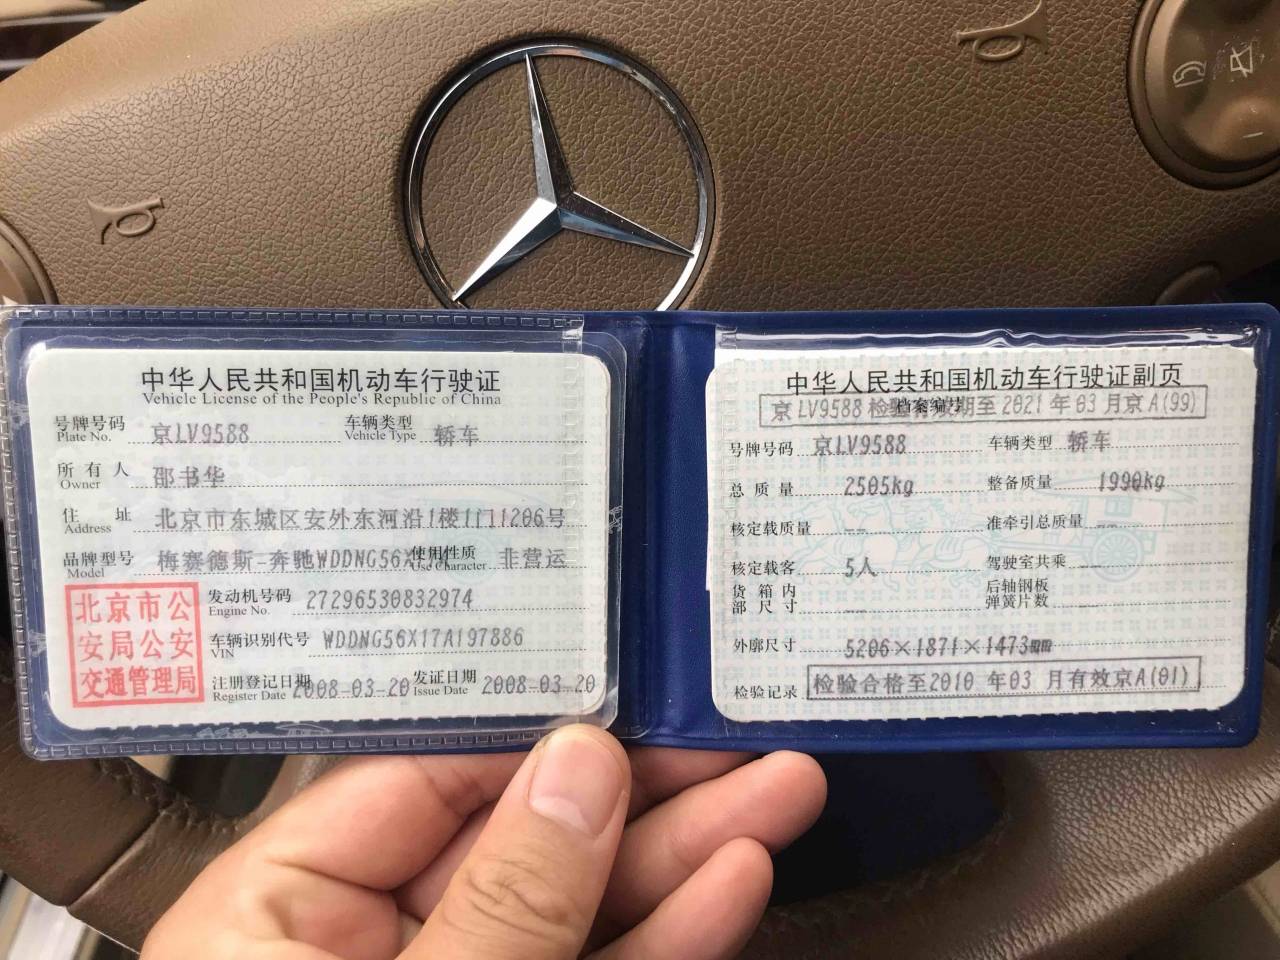 中华人民共和国机动车行驶证
Vehicle License of the People's Republic of China
号牌号码 京LV9588 车辆类型 轿车
Plate No. Vehicle Type
所有人 邵书华
Owner
住址 北京市东城区安外东河沿1楼1门1206号
Address
品牌型号 梅赛德斯-奔驰WDDNG56X 使用性质 非营运
Model Use Character
北京市公
安局公安
交通管理局
发动机号码 27296530832974
Engine No.
车辆识别代号 WDDNG56X17A197886
VIN
注册登记日期 2008-03-20 发证日期 2008-03-20
Register Date Issue Date
中华人民共和国机动车行驶证副页
档案编号
京LV9588 检验有效期至 2021 年 03 月京 A(99)
号牌号码 京LV9588 车辆类型 轿车
总质量 2505kg 整备质量 1990kg
核定载质量 -- 准牵引总质量 --
核定载客 5人 驾驶室共乘 --
货箱内部尺寸 -- 后轴钢板弹簧片数 --
外廓尺寸 5206×1871×1473mm
检验记录 检验合格至2010 年03 月有效京A(01)